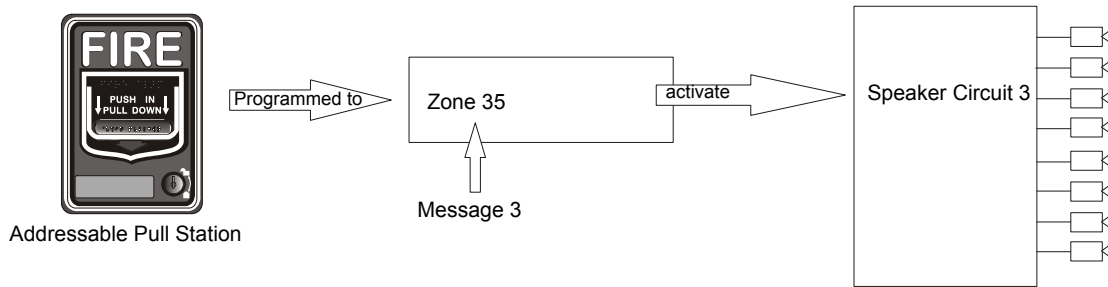 FIRE
PUSH IN
PULL DOWN
Addressable Pull Station
Programmed to
Zone 35
Message 3
activate
Speaker Circuit 3